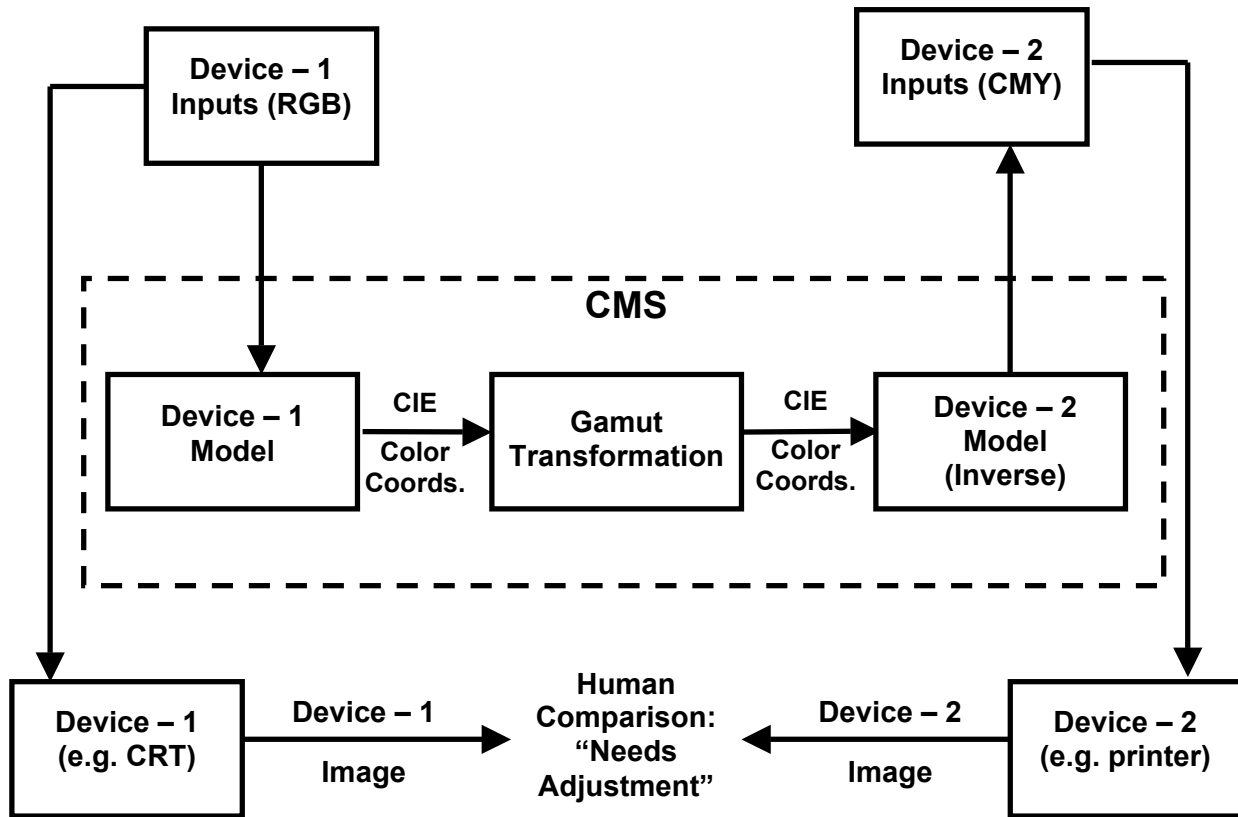 Device – 1
Inputs (RGB)
Device – 2
Inputs (CMY)
CMS
Device – 1
Model
CIE
Color
Coords.
Gamut
Transformation
CIE
Color
Coords.
Device – 2
Model
(Inverse)
Device – 1
(e.g. CRT)
Device – 1
Image
Human
Comparison:
“Needs
Adjustment”
Device – 2
Image
Device – 2
(e.g. printer)